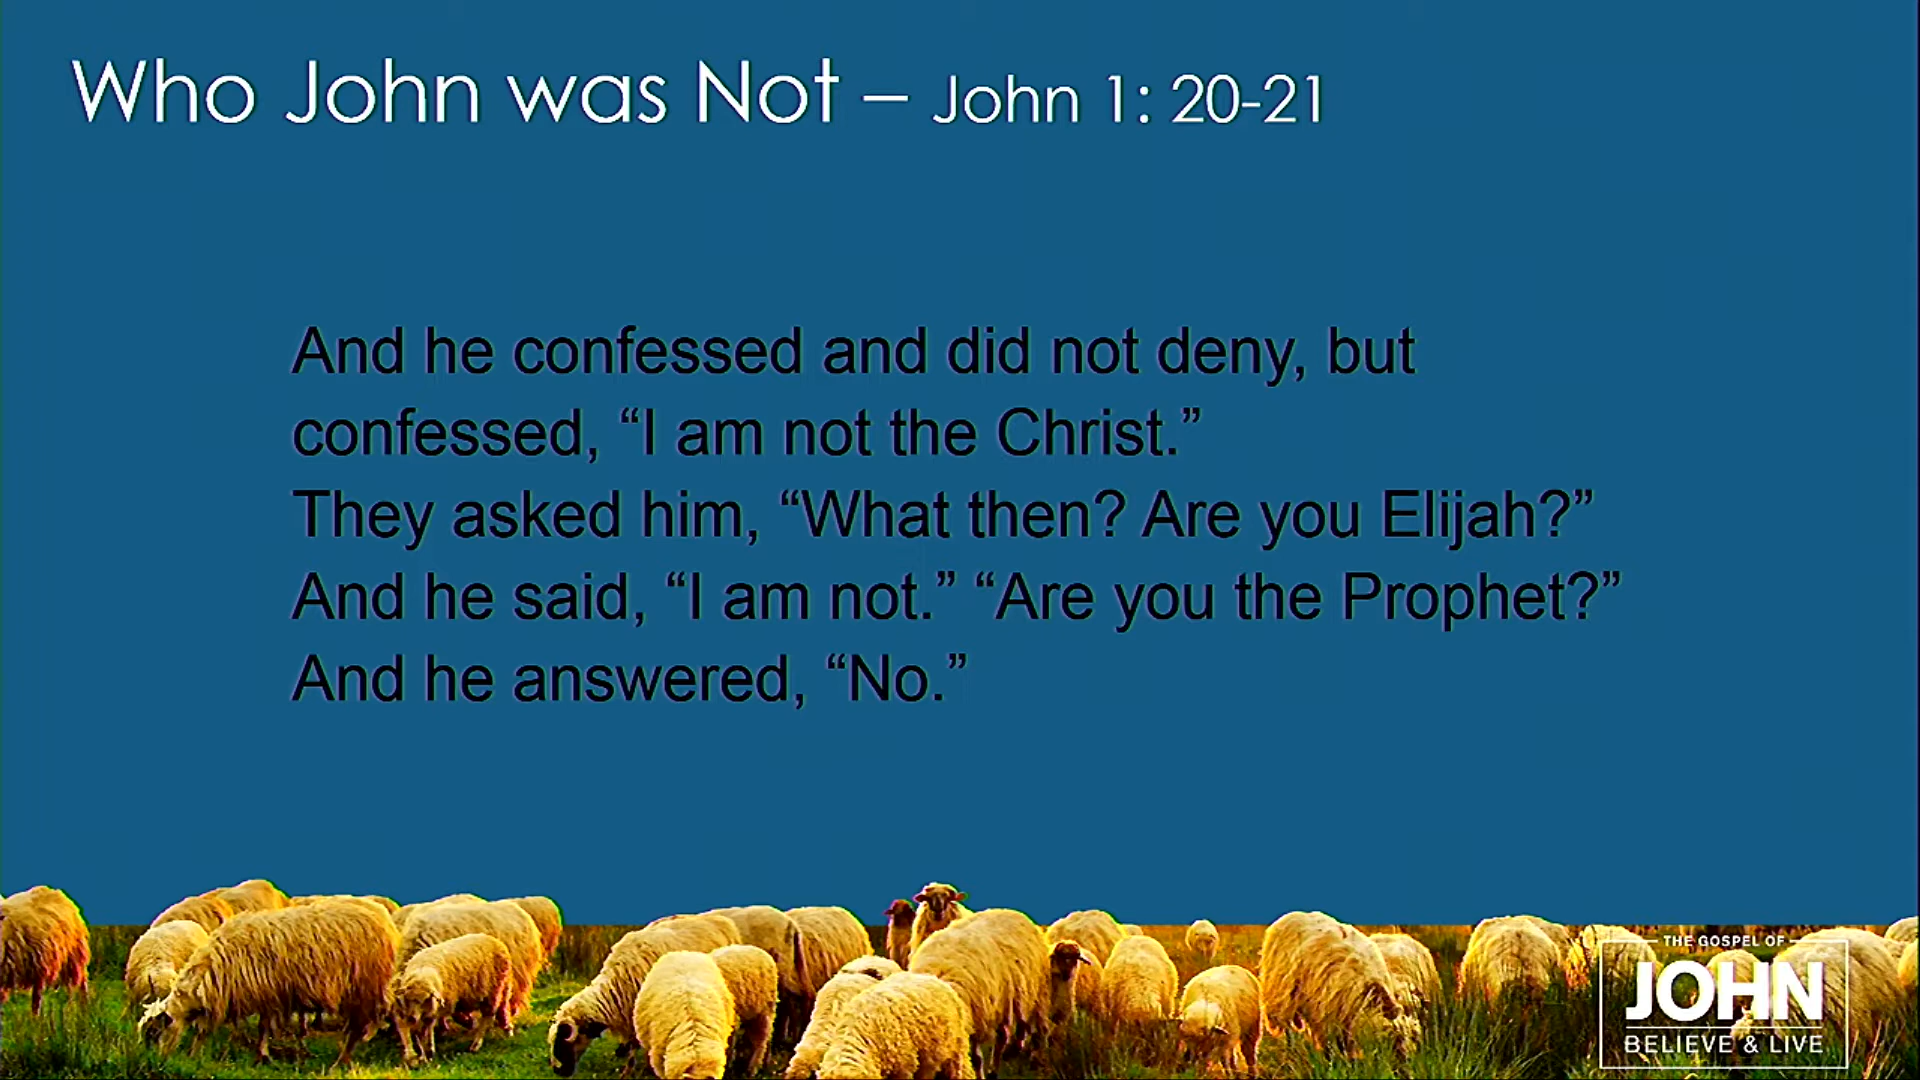 Who John was Not – John 1: 20-21
And he confessed and did not deny, but
confessed, “I am not the Christ.”
They asked him, “What then? Are you Elijah?”
And he said, “I am not.” “Are you the Prophet?”
And he answered, “No.”
THE GOSPEL OF
JOHN
BELIEVE & LIVE